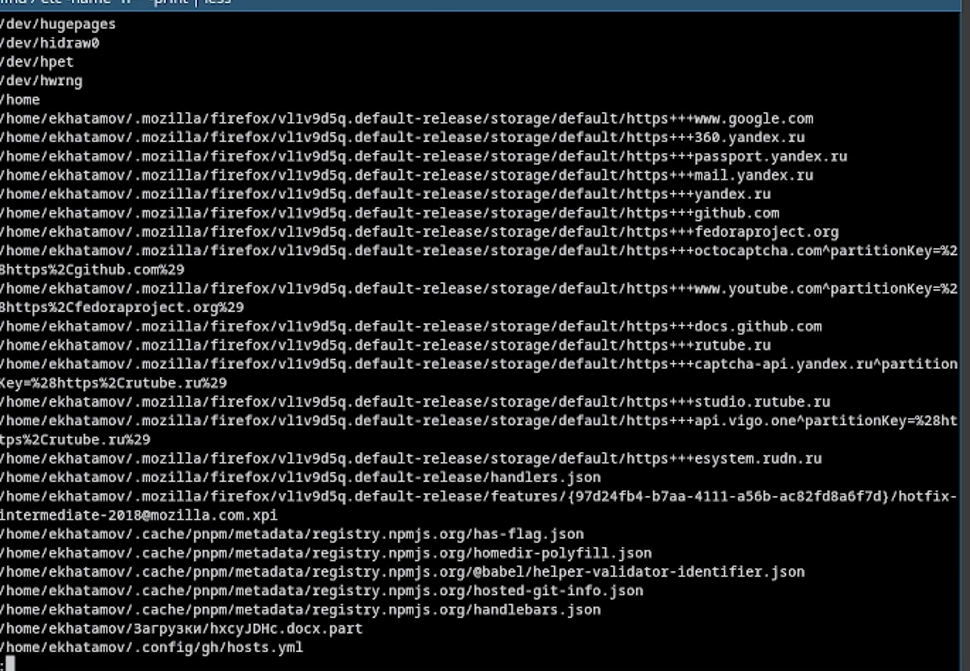 find / etc -name "h*" -print | less
/dev/hugepages
/dev/hidraw0
/dev/hpet
/dev/hwrng
/home
/home/ekhatamov/.mozilla/firefox/vl1v9d5q.default-release/storage/default/https+++www.google.com
/home/ekhatamov/.mozilla/firefox/vl1v9d5q.default-release/storage/default/https+++360.yandex.ru
/home/ekhatamov/.mozilla/firefox/vl1v9d5q.default-release/storage/default/https+++passport.yandex.ru
/home/ekhatamov/.mozilla/firefox/vl1v9d5q.default-release/storage/default/https+++mail.yandex.ru
/home/ekhatamov/.mozilla/firefox/vl1v9d5q.default-release/storage/default/https+++yandex.ru
/home/ekhatamov/.mozilla/firefox/vl1v9d5q.default-release/storage/default/https+++github.com
/home/ekhatamov/.mozilla/firefox/vl1v9d5q.default-release/storage/default/https+++fedoraproject.org
/home/ekhatamov/.mozilla/firefox/vl1v9d5q.default-release/storage/default/https+++octocaptcha.com^partitionKey=%2
8https%2Cgithub.com%29
/home/ekhatamov/.mozilla/firefox/vl1v9d5q.default-release/storage/default/https+++www.youtube.com^partitionKey=%2
8https%2Cfedoraproject.org%29
/home/ekhatamov/.mozilla/firefox/vl1v9d5q.default-release/storage/default/https+++docs.github.com
/home/ekhatamov/.mozilla/firefox/vl1v9d5q.default-release/storage/default/https+++rutube.ru
/home/ekhatamov/.mozilla/firefox/vl1v9d5q.default-release/storage/default/https+++captcha-api.yandex.ru^partition
Key=%28https%2Crutube.ru%29
/home/ekhatamov/.mozilla/firefox/vl1v9d5q.default-release/storage/default/https+++studio.rutube.ru
/home/ekhatamov/.mozilla/firefox/vl1v9d5q.default-release/storage/default/https+++api.vigo.one^partitionKey=%28ht
tps%2Crutube.ru%29
/home/ekhatamov/.mozilla/firefox/vl1v9d5q.default-release/storage/default/https+++esystem.rudn.ru
/home/ekhatamov/.mozilla/firefox/vl1v9d5q.default-release/handlers.json
/home/ekhatamov/.mozilla/firefox/vl1v9d5q.default-release/features/{97d24fb4-b7aa-4111-a56b-ac82fd8a6f7d}/hotfix-
intermediate-2018@mozilla.com.xpi
/home/ekhatamov/.cache/pnpm/metadata/registry.npmjs.org/has-flag.json
/home/ekhatamov/.cache/pnpm/metadata/registry.npmjs.org/homedir-polyfill.json
/home/ekhatamov/.cache/pnpm/metadata/registry.npmjs.org/@babel/helper-validator-identifier.json
/home/ekhatamov/.cache/pnpm/metadata/registry.npmjs.org/hosted-git-info.json
/home/ekhatamov/.cache/pnpm/metadata/registry.npmjs.org/handlebars.json
/home/ekhatamov/Загрузки/hxcyJDHc.docx.part
/home/ekhatamov/.config/gh/hosts.yml
: